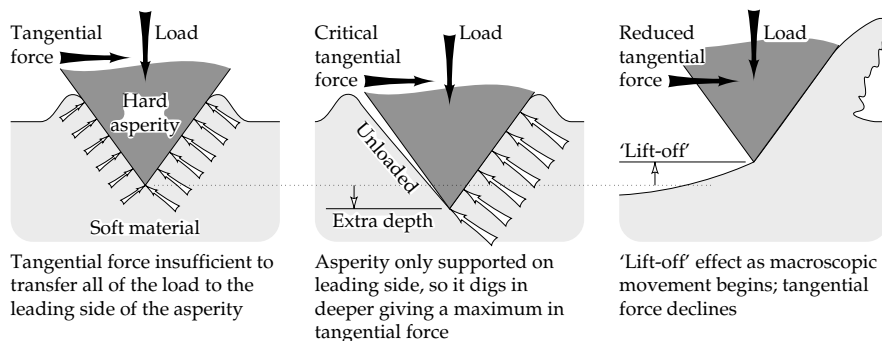 Tangential
force
Load
Hard
asperity
Soft material
Tangential force insufficient to
transfer all of the load to the
leading side of the asperity
Critical
tangential
force
Load
Unloaded
Extra depth
Asperity only supported on
leading side, so it digs in
deeper giving a maximum in
tangential force
Reduced
tangential
force
Load
'Lift-off'
'Lift-off' effect as macroscopic
movement begins; tangential
force declines